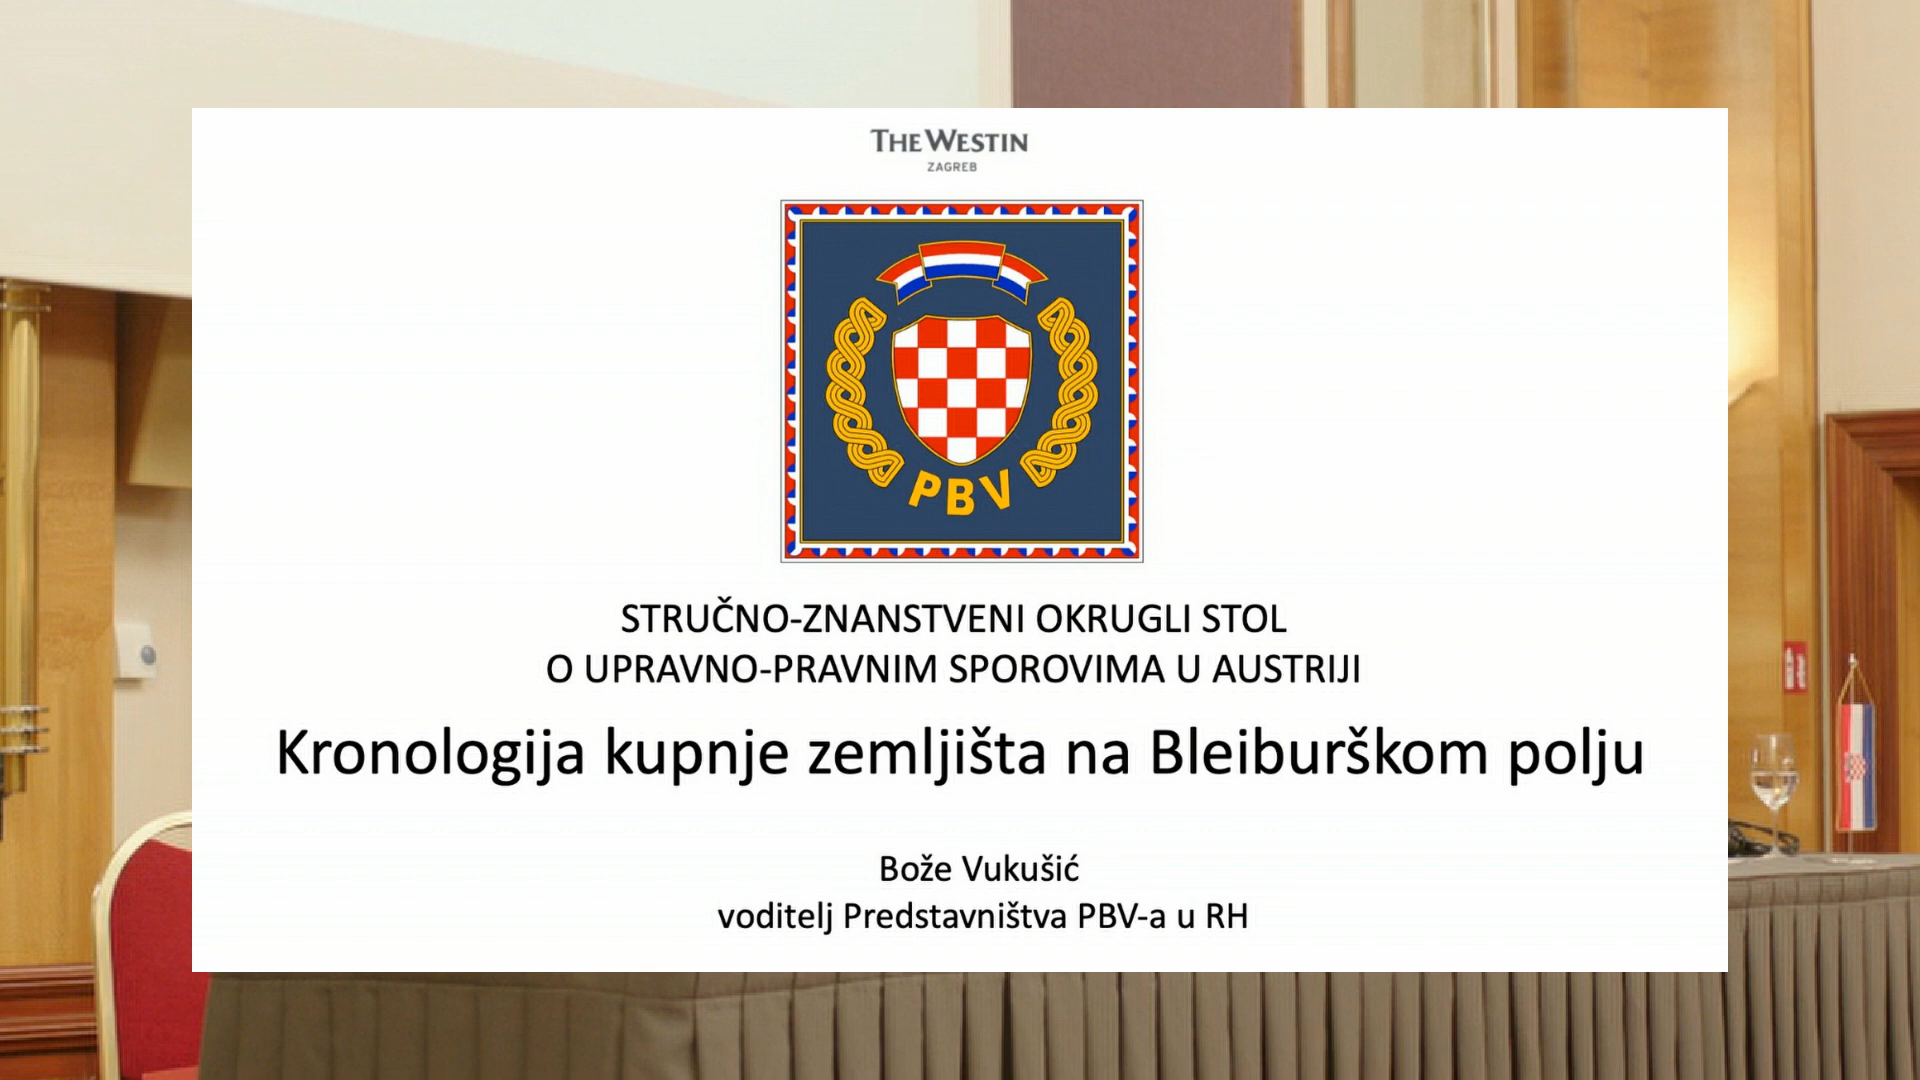 THE WESTIN
ZAGREB
PBV
STRUČNO-ZNANSTVENI OKRUGLI STOL
O UPRAVNO-PRAVNIM SPOROVIMA U AUSTRIJI
Kronologija kupnje zemljišta na Bleiburškom polju
Bože Vukušić
voditelj Predstavništva PBV-a u RH